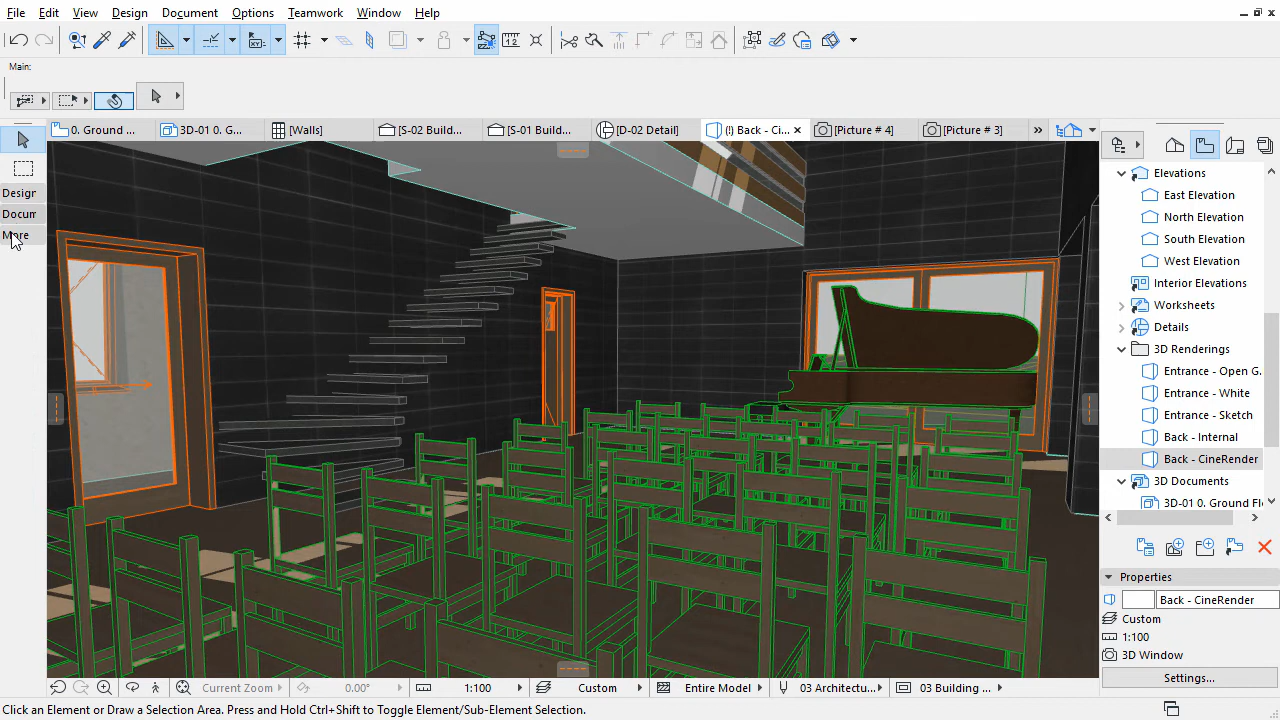 File Edit View Design Document Options Teamwork Window Help
Main:
0. Ground ... 3D-01 0. G... [Walls] [S-02 Build... [S-01 Build... [D-02 Detail] (!) Back - Ci... [Picture # 4] [Picture # 3]
Design
Docum
More
Elevations
East Elevation
North Elevation
South Elevation
West Elevation
Interior Elevations
Worksheets
Details
3D Renderings
Entrance - Open G.
Entrance - White
Entrance - Sketch
Back - Internal
Back - CineRender
3D Documents
3D-01 0. Ground Fl
Properties
Back - CineRender
Custom
1:100
3D Window
Settings...
Current Zoom 0.00° 1:100 Custom Entire Model 03 Architectu... 03 Building ...
Click an Element or Draw a Selection Area. Press and Hold Ctrl+Shift to Toggle Element/Sub-Element Selection.